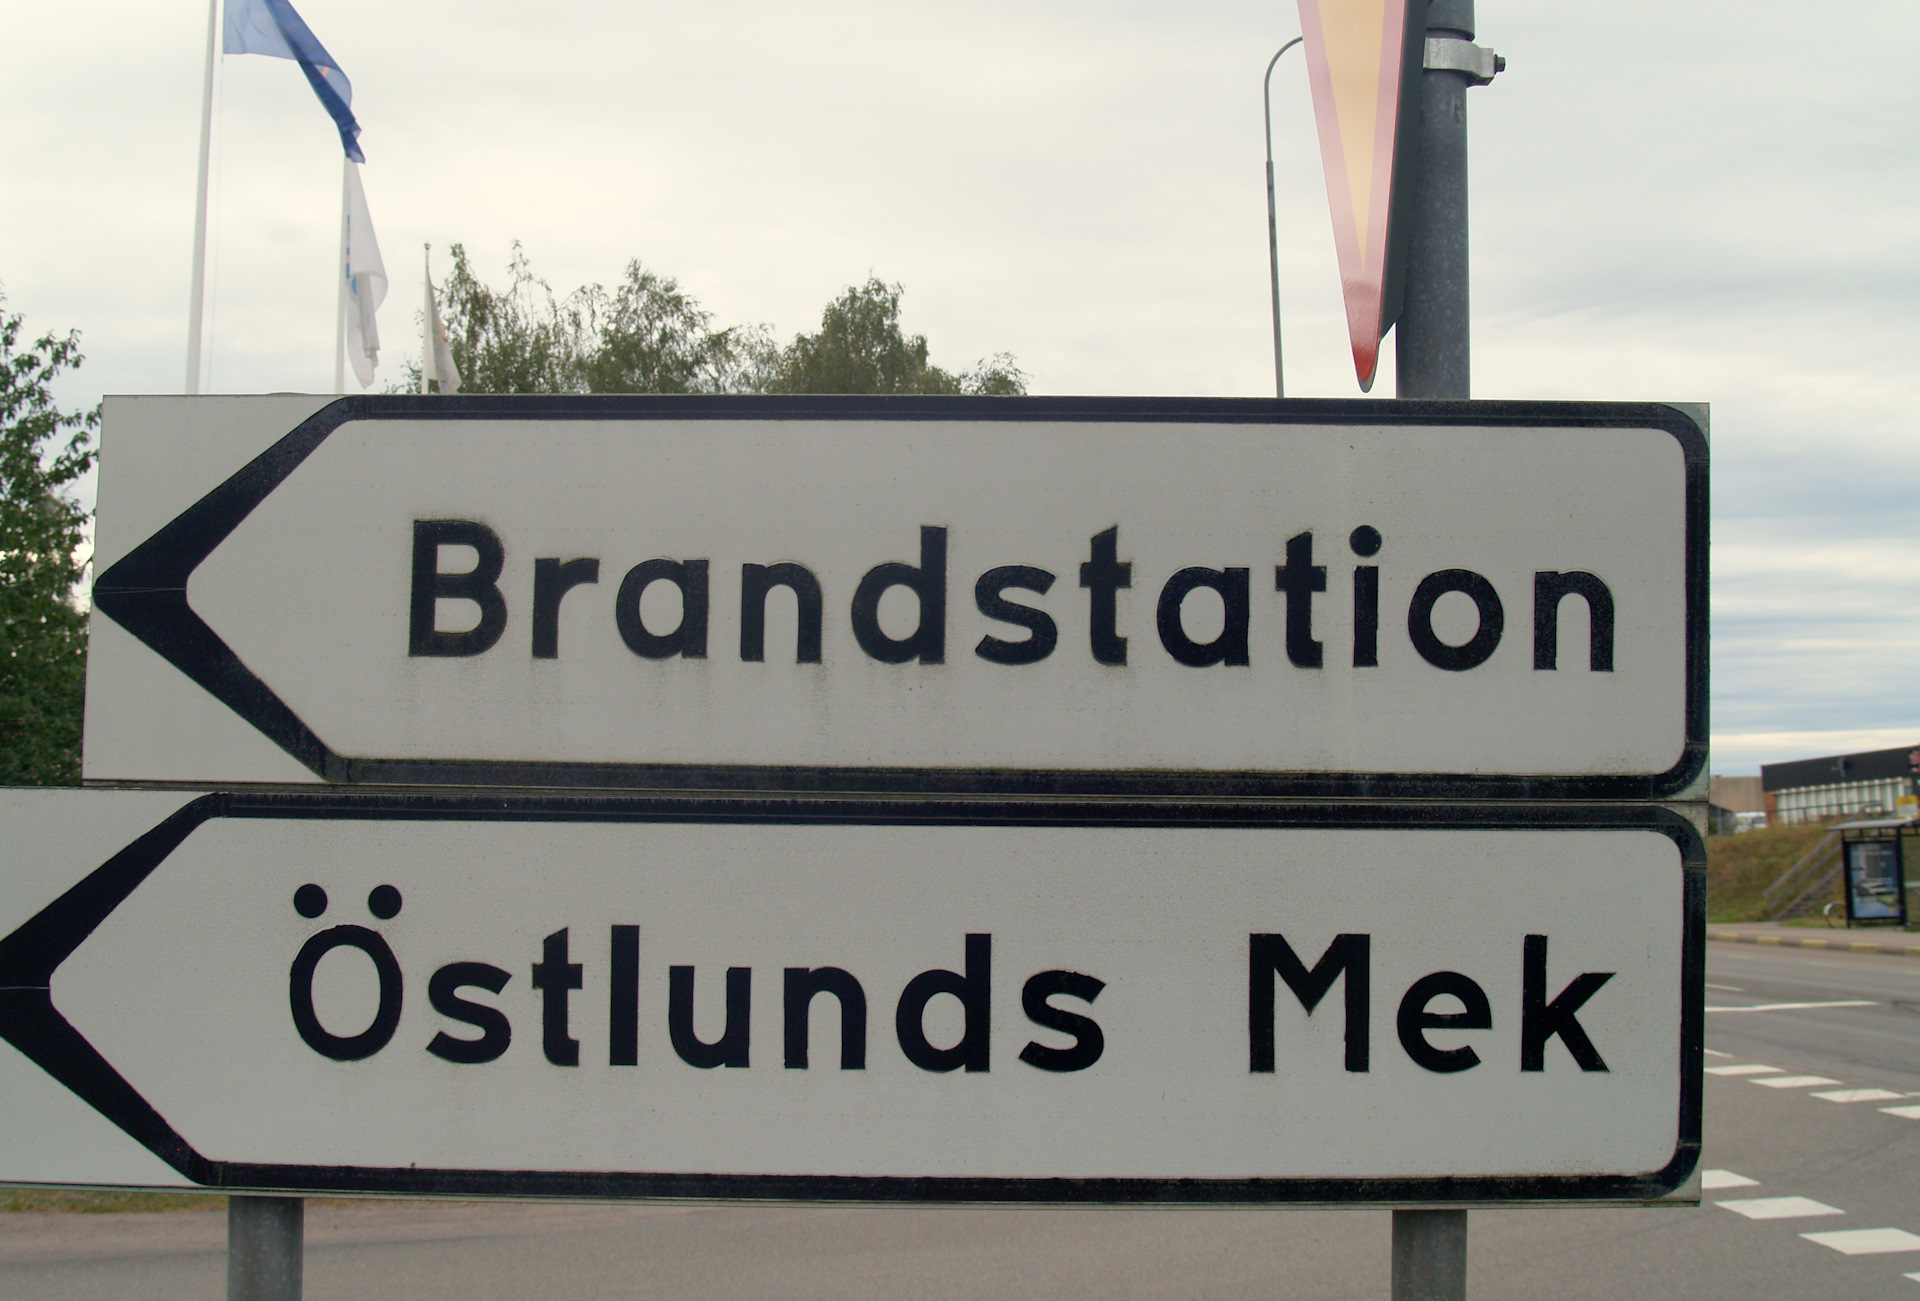 Brandstation
Östlunds Mek